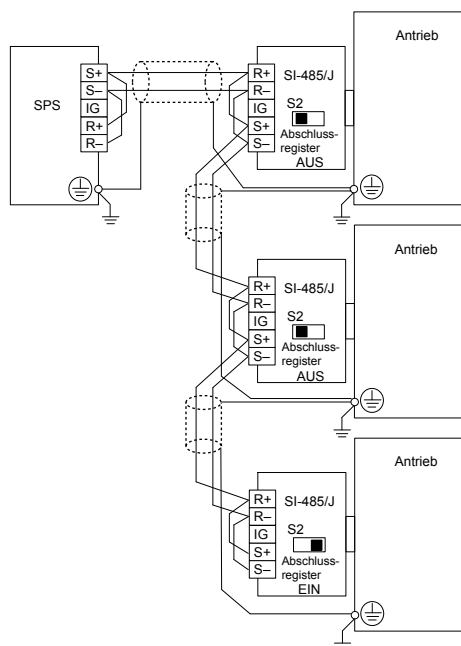 SPS
S+
S–
IG
R+
R–
R+
R–
IG
S+
S–
SI-485/J
S2
Abschluss-
register
AUS
Antrieb
R+
R–
IG
S+
S–
SI-485/J
S2
Abschluss-
register
AUS
Antrieb
R+
R–
IG
S+
S–
SI-485/J
S2
Abschluss-
register
EIN
Antrieb